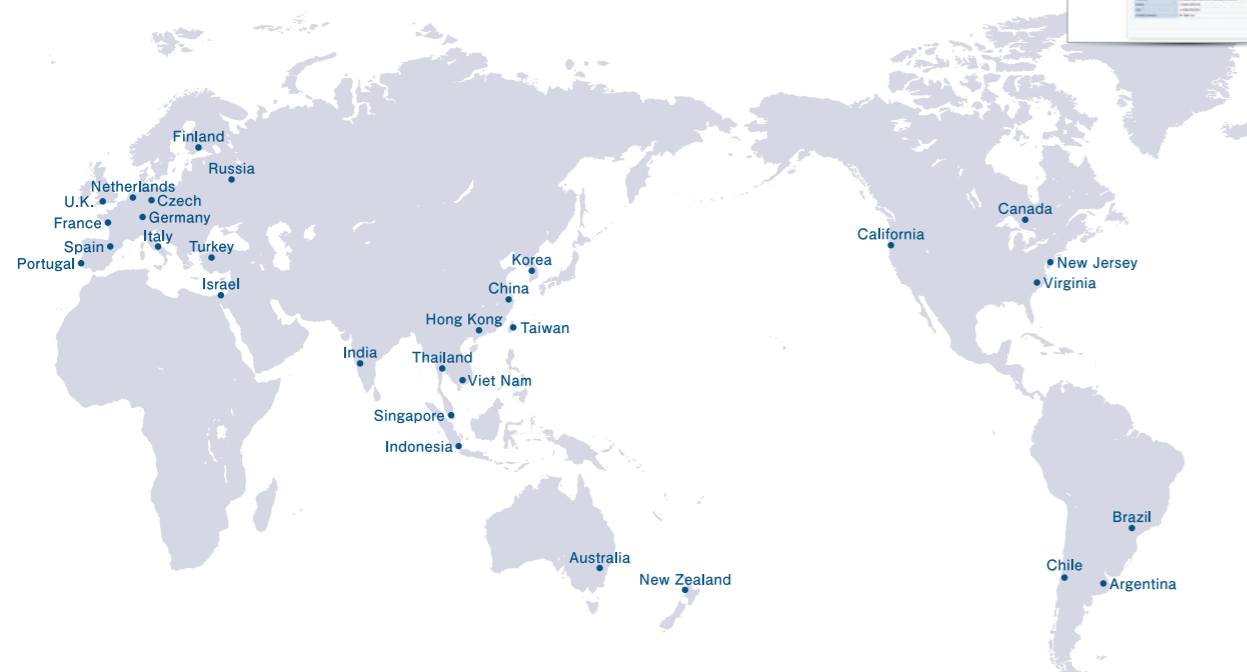 Finland
Russia
Netherlands
U.K.
Czech
France
Germany
Italy
Spain
Turkey
Portugal
Israel
Korea
China
Hong Kong
Taiwan
India
Thailand
Viet Nam
Singapore
Indonesia
Australia
New Zealand
Canada
California
New Jersey
Virginia
Brazil
Chile
Argentina